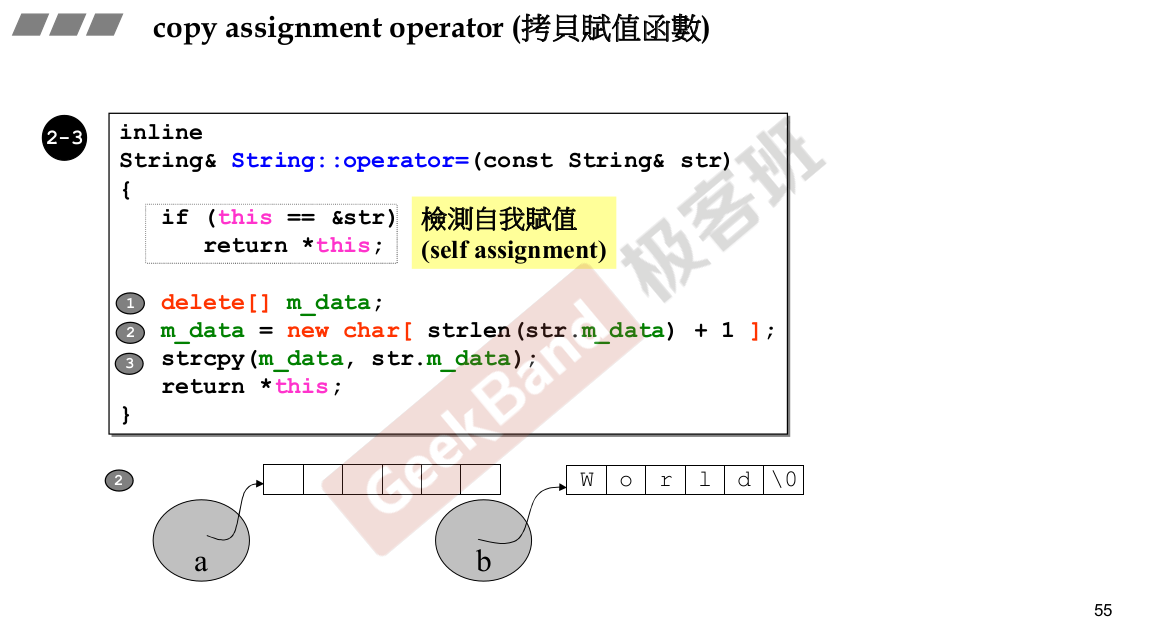 copy assignment operator (拷貝賦值函數)
2-3
inline
String& String::operator=(const String& str)
{
if (this == &str)
return *this;
檢測自我賦值
(self assignment)
1 delete[] m_data;
2 m_data = new char[ strlen(str.m_data) + 1 ];
3 strcpy(m_data, str.m_data);
return *this;
}
GeekBand 极客班
2
W o r l d \0
a
b
55